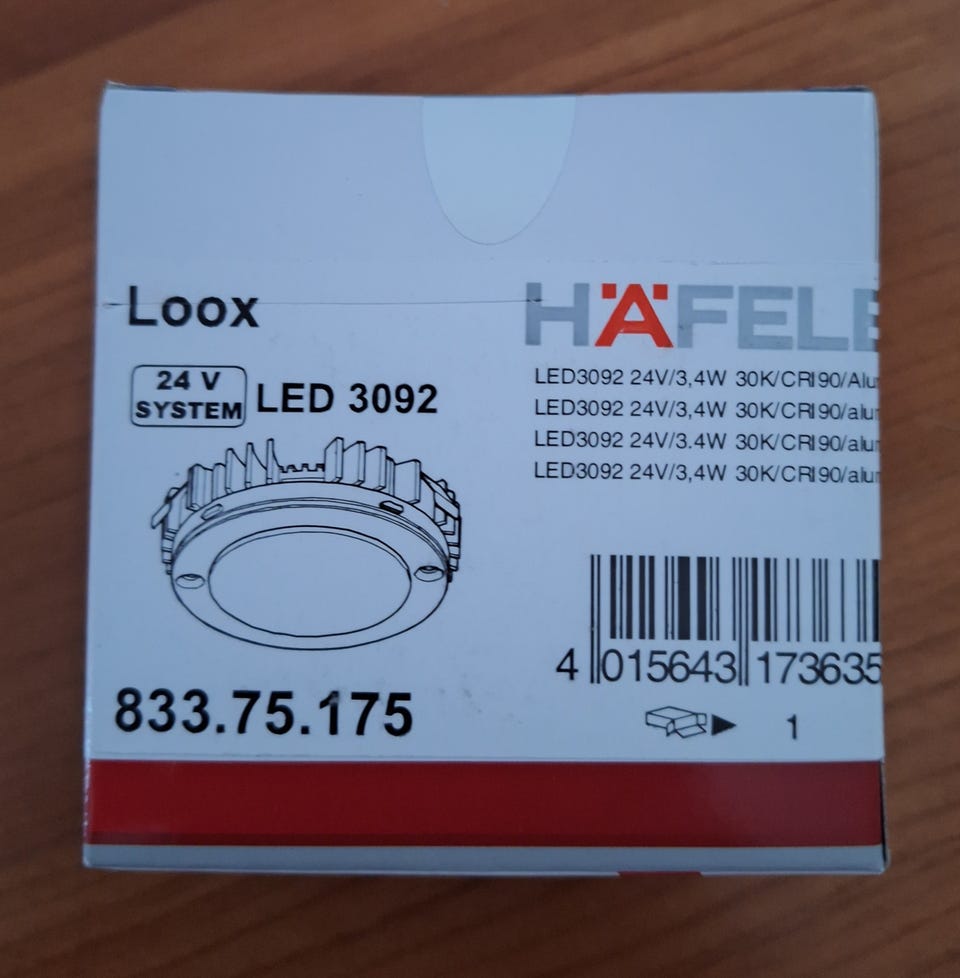 Loox
HÄFELE
24 V
SYSTEM
LED 3092
LED3092 24V/3,4W 30K/CRI90/Alu
LED3092 24V/3,4W 30K/CRI90/alu
LED3092 24V/3.4W 30K/CRI90/alu
LED3092 24V/3,4W 30K/CRI90/alu
4 015643 173635
833.75.175
1